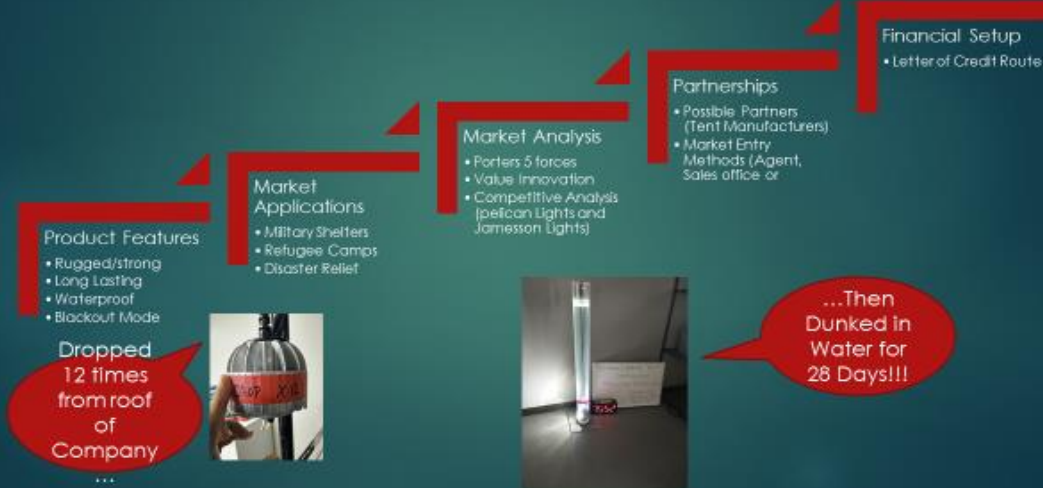 Product Features
• Rugged/strong
• Long Lasting
• Waterproof
• Blackout Mode
Market
Applications
• Military Shelters
• Refugee Camps
• Disaster Relief
Market Analysis
• Porters 5 forces
• Value Innovation
• Competitive Analysis
(pelican Lights and
Jamesson Lights)
Partnerships
• Possible Partners
(Tent Manufacturers)
• Market Entry
Methods (Agent,
Sales office or
Financial Setup
• Letter of Credit Route
Dropped
12 times
from roof
of
Company
...
...Then
Dunked in
Water for
28 Days!!!